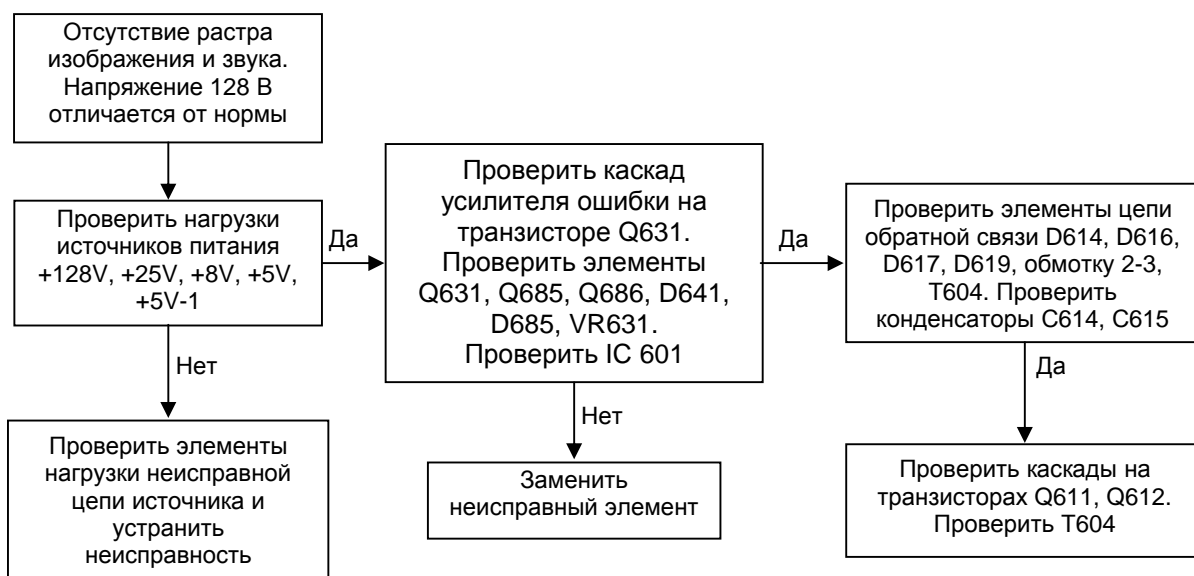 Отсутствие растра
изображения и звука.
Напряжение 128 В
отличается от нормы
Проверить нагрузки
источников питания
+128V, +25V, +8V, +5V,
+5V-1
Да
Нет
Проверить элементы
нагрузки неисправной
цепи источника и
устранить
неисправность
Проверить каскад
усилителя ошибки на
транзисторе Q631.
Проверить элементы
Q631, Q685, Q686, D641,
D685, VR631.
Проверить IC 601
Да
Нет
Заменить
неисправный элемент
Проверить элементы цепи
обратной связи D614, D616,
D617, D619, обмотку 2-3,
T604. Проверить
конденсаторы C614, C615
Да
Проверить каскады на
транзисторах Q611, Q612.
Проверить T604